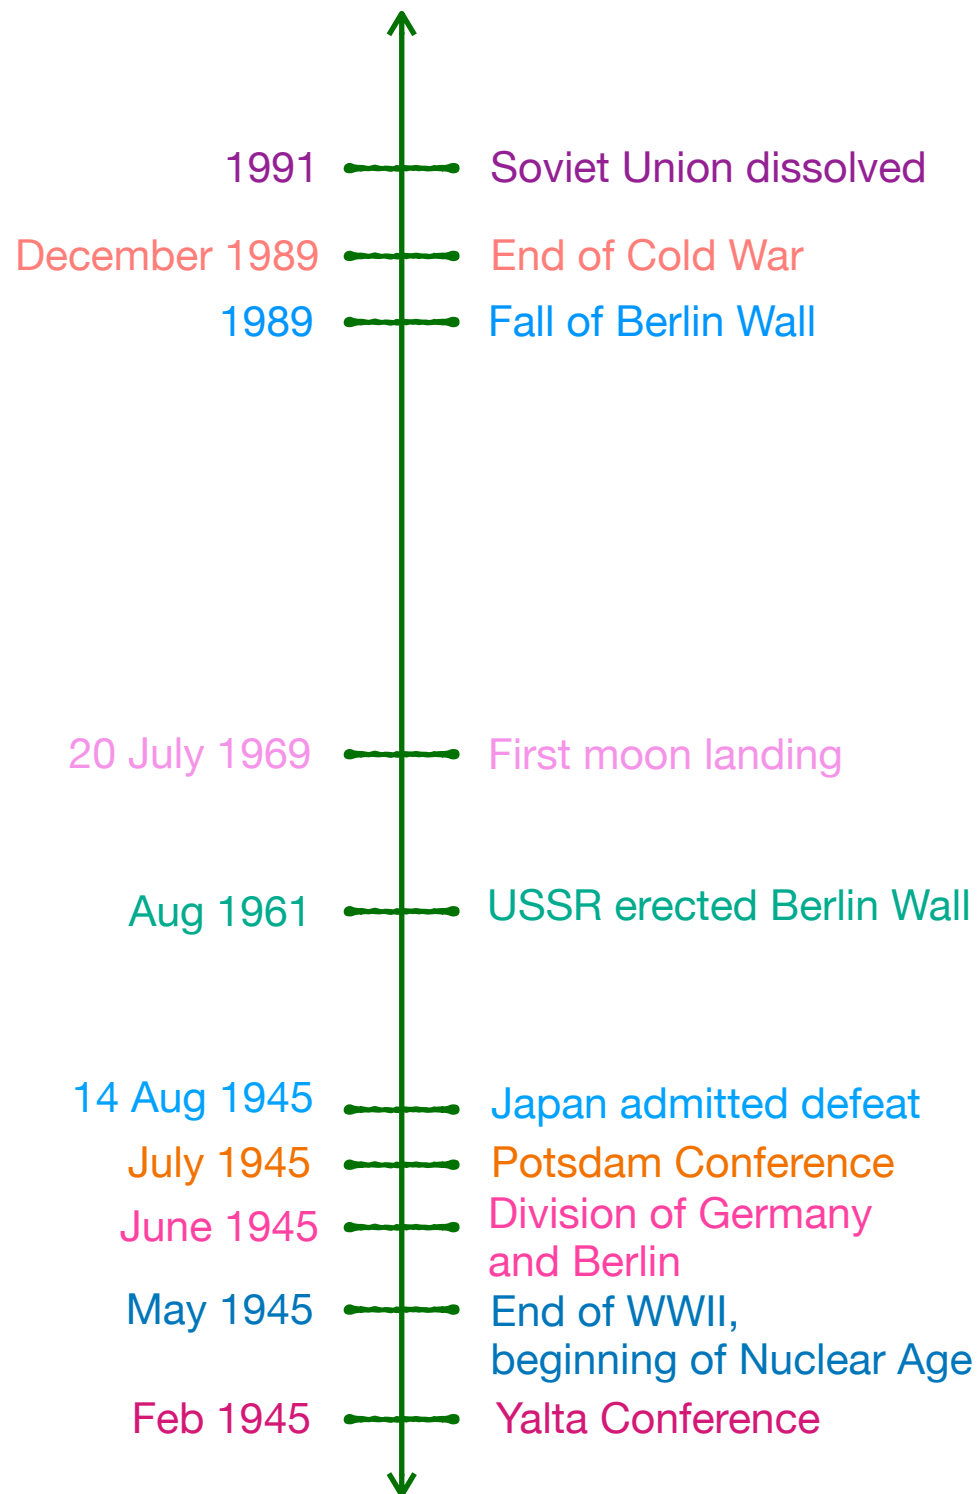 1991 Soviet Union dissolved
December 1989 End of Cold War
1989 Fall of Berlin Wall
20 July 1969 First moon landing
Aug 1961 USSR erected Berlin Wall
14 Aug 1945 Japan admitted defeat
July 1945 Potsdam Conference
June 1945 Division of Germany
and Berlin
May 1945 End of WWII,
beginning of Nuclear Age
Feb 1945 Yalta Conference